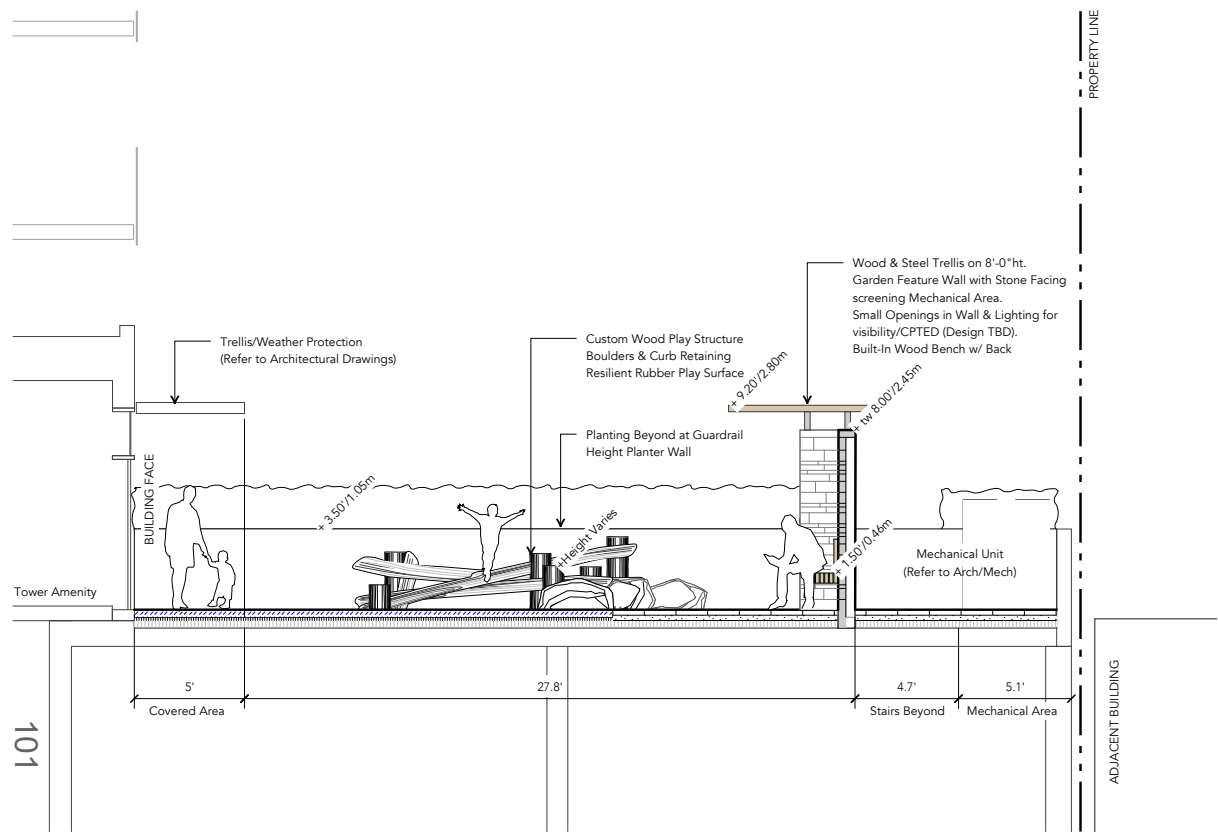 PROPERTY LINE
Wood & Steel Trellis on 8'-0"ht.
Garden Feature Wall with Stone Facing
screening Mechanical Area.
Small Openings in Wall & Lighting for
visibility/CPTED (Design TBD).
Built-In Wood Bench w/ Back
Trellis/Weather Protection
(Refer to Architectural Drawings)
Custom Wood Play Structure
Boulders & Curb Retaining
Resilient Rubber Play Surface
+ 9.20'/2.80m
+ tw 8.00'/2.45m
Planting Beyond at Guardrail
Height Planter Wall
BUILDING FACE
+ 3.50'/1.05m
+Height Varies
+ 1.50'/0.46m
Mechanical Unit
(Refer to Arch/Mech)
Tower Amenity
5'
27.8'
4.7'
5.1'
Covered Area
Stairs Beyond
Mechanical Area
ADJACENT BUILDING
101